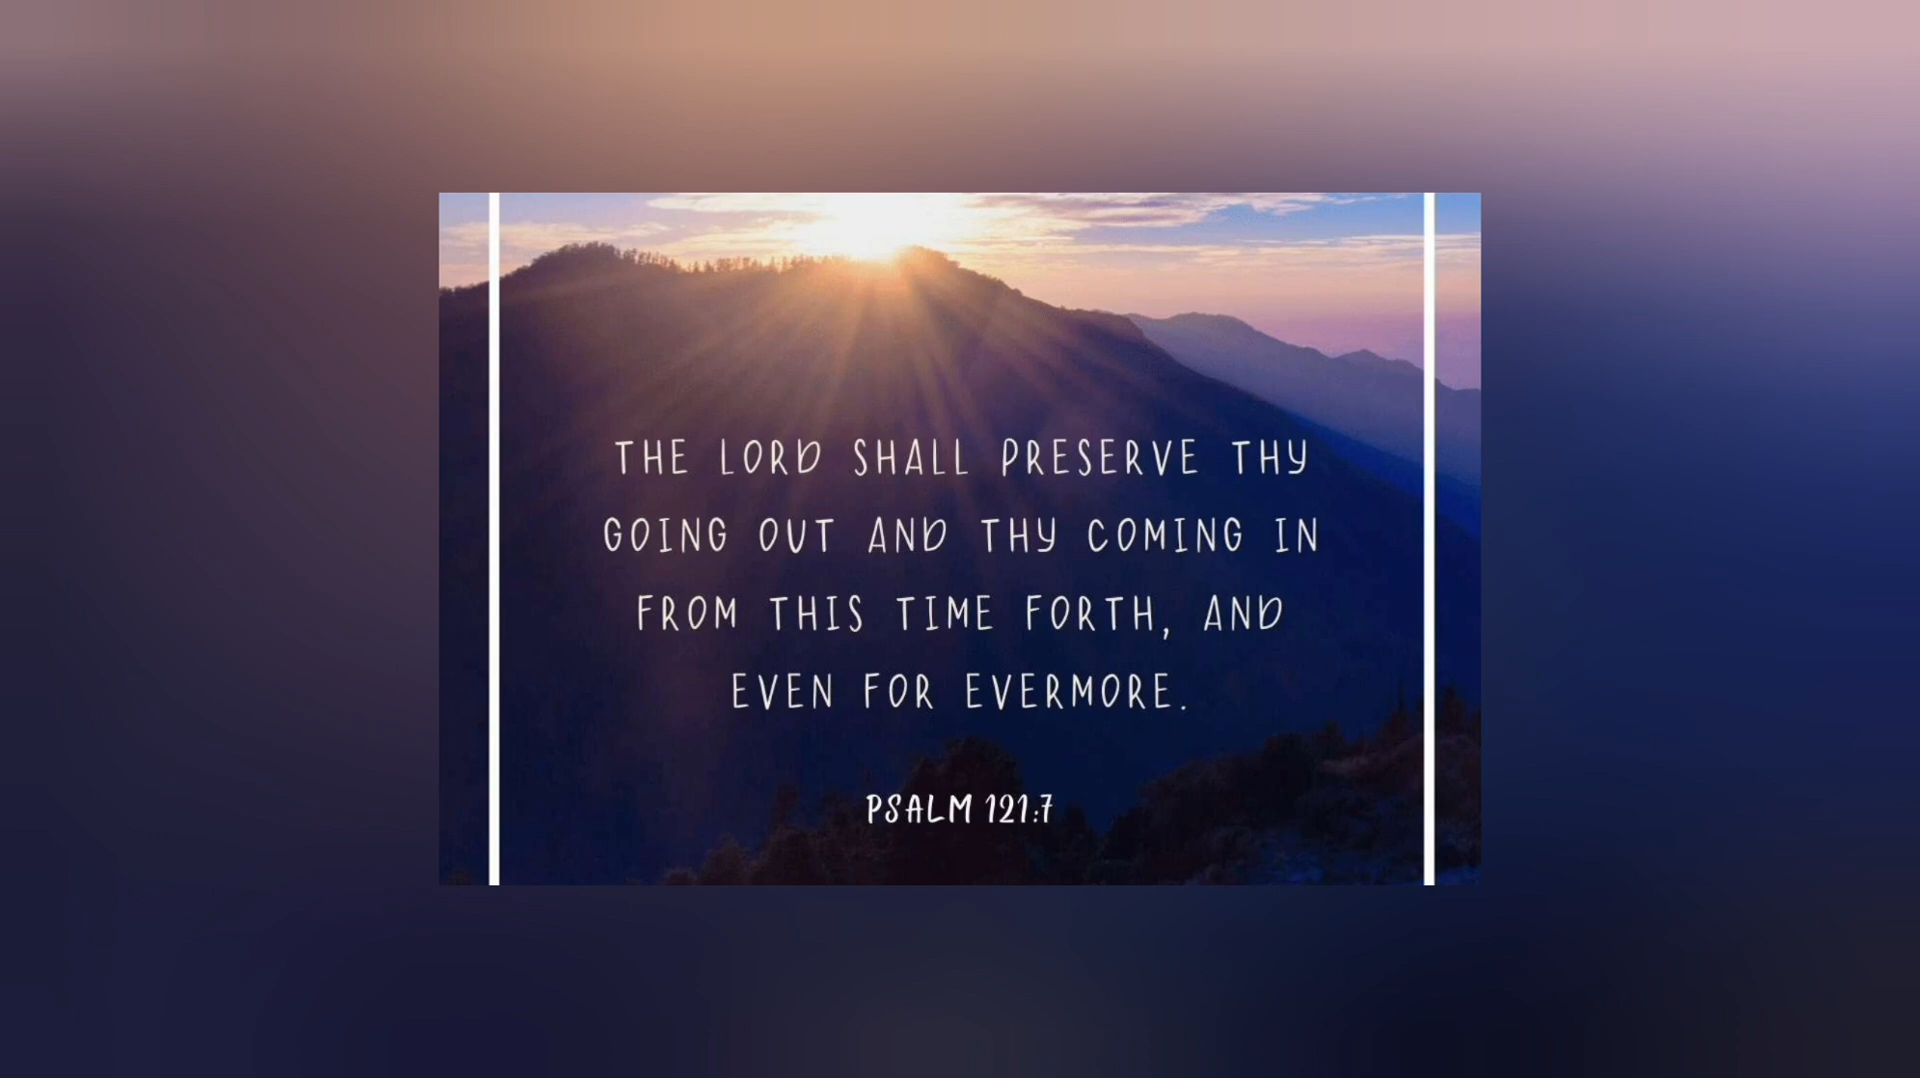 THE LORD SHALL PRESERVE THY
GOING OUT AND THY COMING IN
FROM THIS TIME FORTH, AND
EVEN FOR EVERMORE.
PSALM 121:7